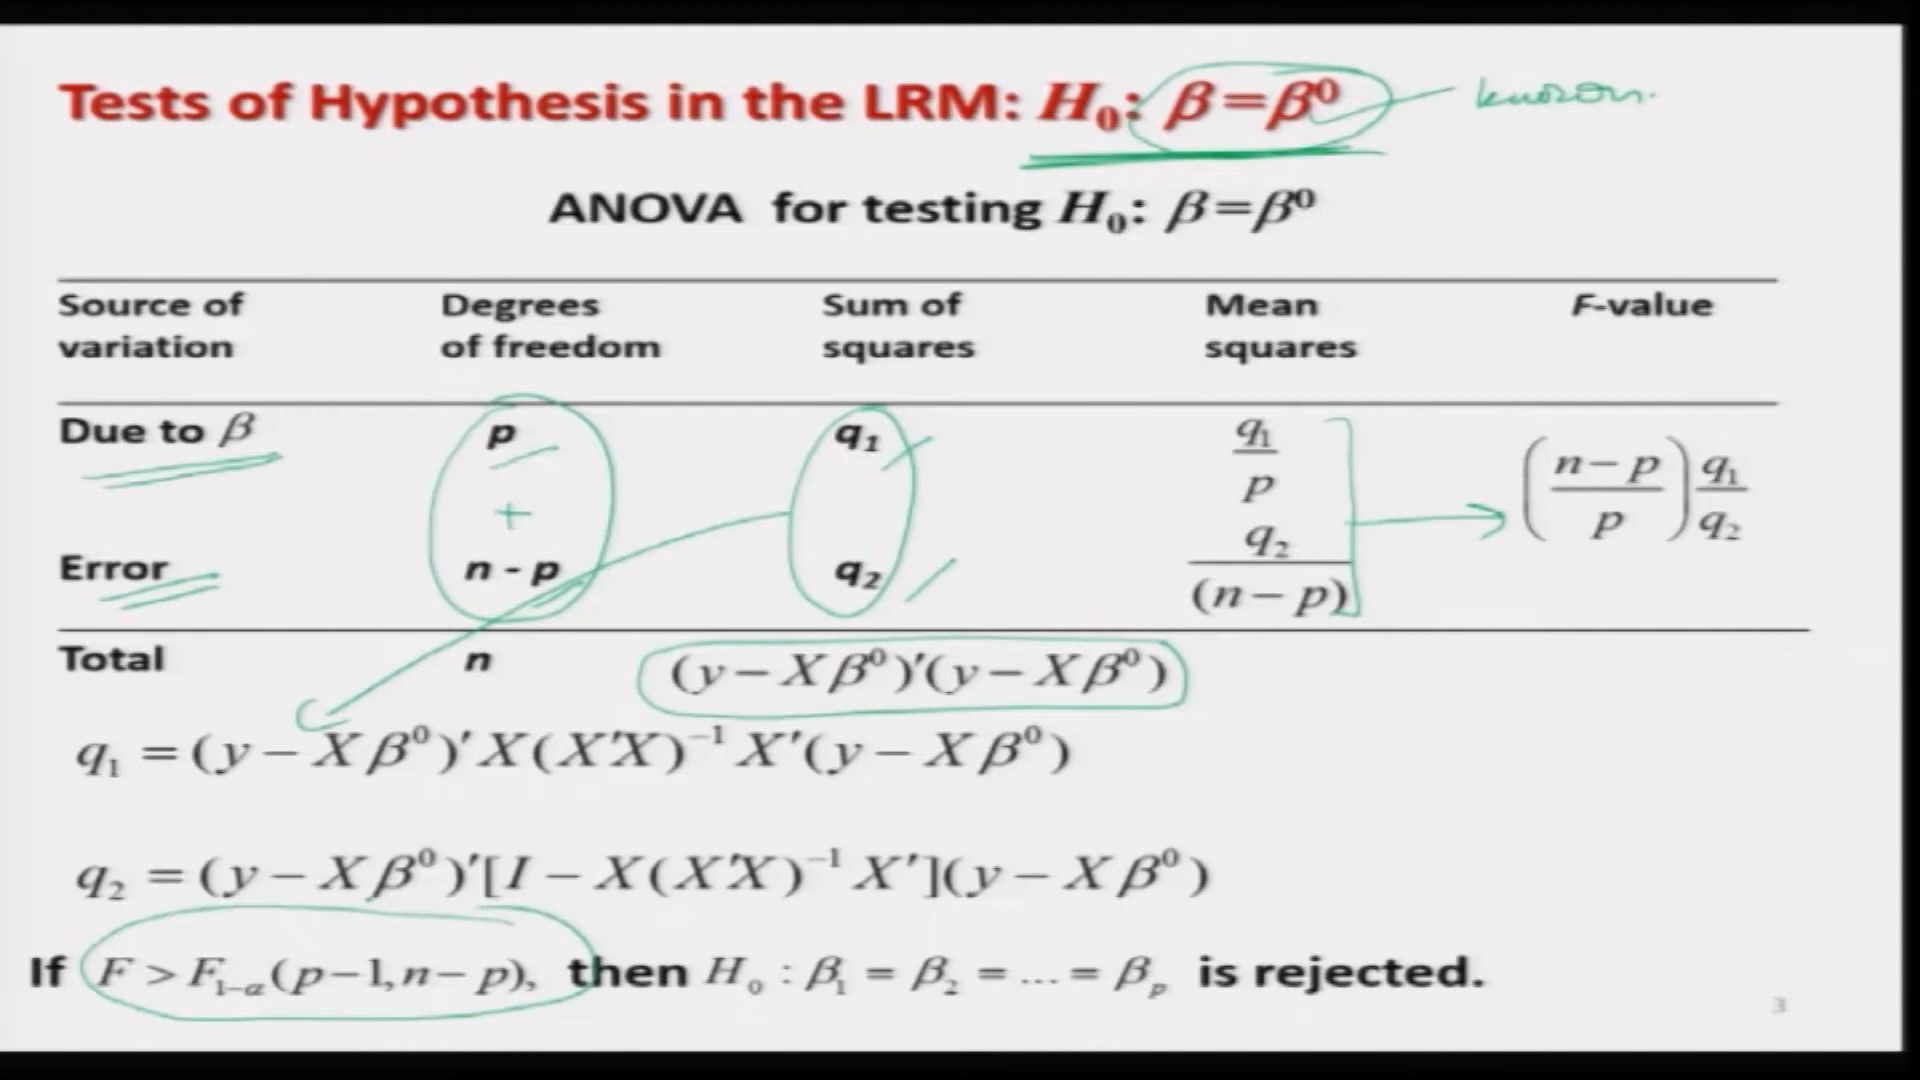 Tests of Hypothesis in the LRM: H₀: β=β⁰ known.
ANOVA for testing H₀: β=β⁰
Source of variation Degrees of freedom Sum of squares Mean squares F-value
Due to β p q₁ q₁/p ((n−p)/p) q₁/q₂
+
Error n - p q₂ q₂/(n−p)
Total n (y−Xβ⁰)′(y−Xβ⁰)
q₁ =(y−Xβ⁰)′X(X′X)⁻¹X′(y−Xβ⁰)
q₂ =(y−Xβ⁰)′[I−X(X′X)⁻¹X′](y−Xβ⁰)
If F > F₁₋α(p−1,n−p), then H₀ : β₁ = β₂ = ... = βₚ is rejected.
3